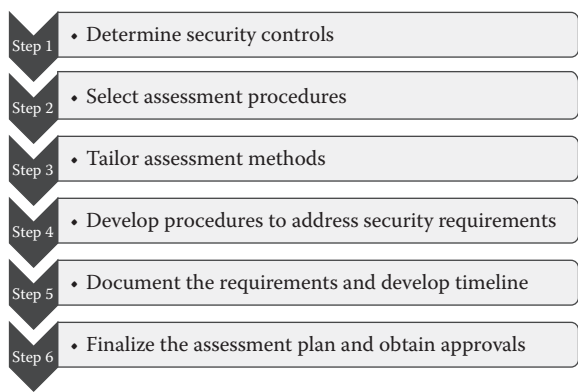 Step 1 • Determine security controls
Step 2 • Select assessment procedures
Step 3 • Tailor assessment methods
Step 4 • Develop procedures to address security requirements
Step 5 • Document the requirements and develop timeline
Step 6 • Finalize the assessment plan and obtain approvals